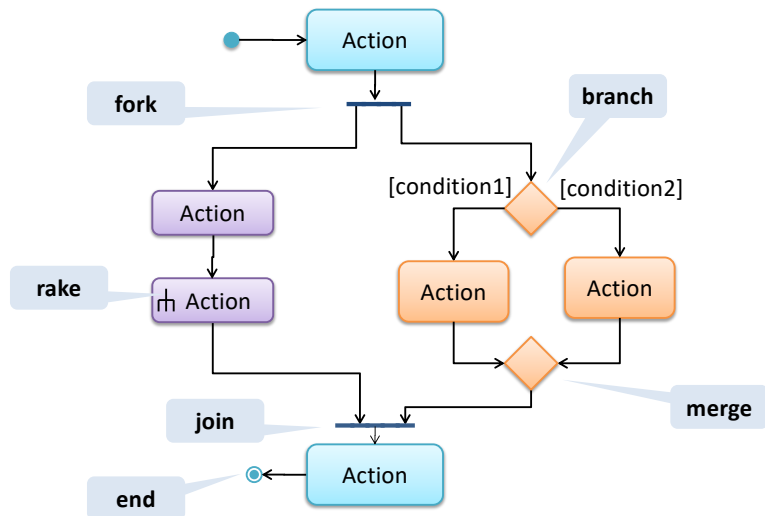 Action
fork
branch
[condition1]
[condition2]
Action
rake
Action
Action
Action
merge
join
Action
end